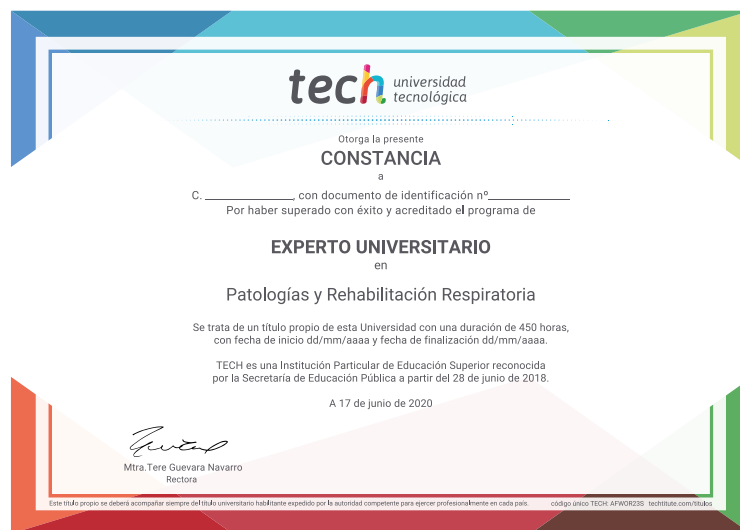 tech universidad
tecnológica
Otorga la presente
CONSTANCIA
a
C. ______________, con documento de identificación nº______________
Por haber superado con éxito y acreditado el programa de
EXPERTO UNIVERSITARIO
en
Patologías y Rehabilitación Respiratoria
Se trata de un título propio de esta Universidad con una duración de 450 horas,
con fecha de inicio dd/mm/aaaa y fecha de finalización dd/mm/aaaa.
TECH es una Institución Particular de Educación Superior reconocida
por la Secretaría de Educación Pública a partir del 28 de junio de 2018.
A 17 de junio de 2020
Mtra.Tere Guevara Navarro
Rectora
Este título propio se deberá acompañar siempre del título universitario habilitante expedido por la autoridad competente para ejercer profesionalmente en cada país. código único TECH: AFWOR23S techtitute.com/titulos